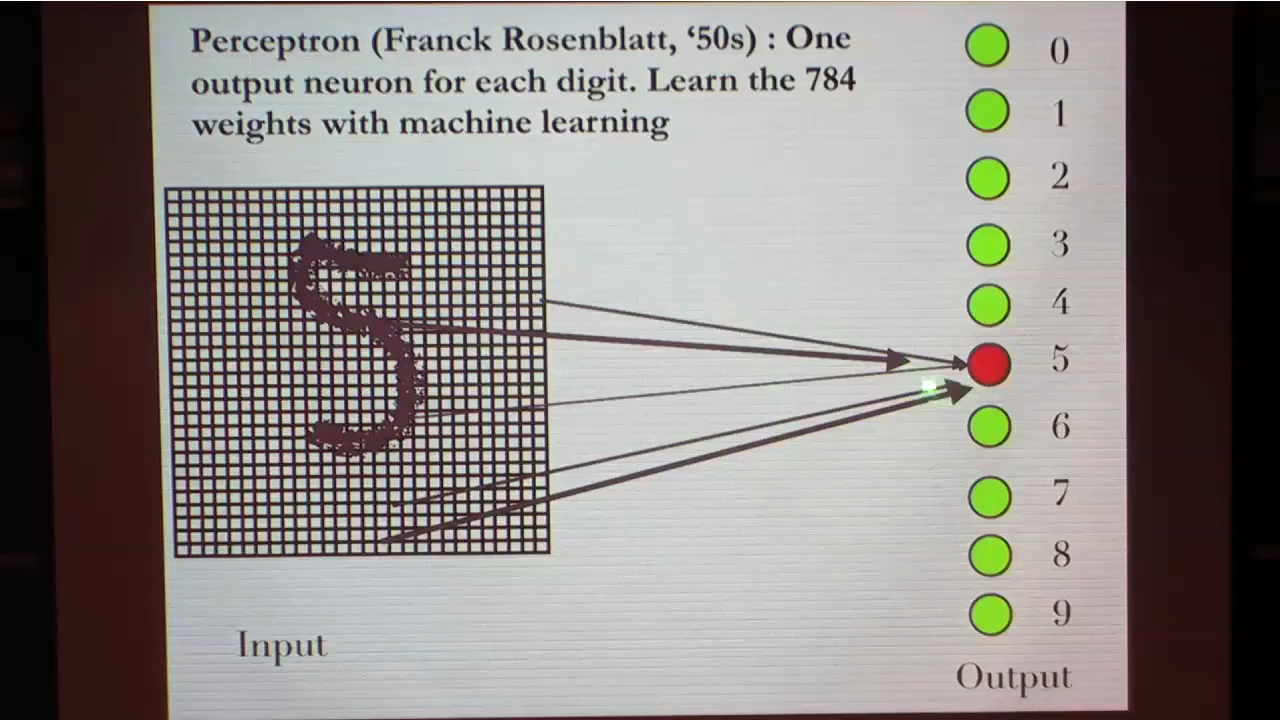 Perceptron (Franck Rosenblatt, ‘50s) : One
output neuron for each digit. Learn the 784
weights with machine learning
0
1
2
3
4
5
6
7
8
9
Input
Output